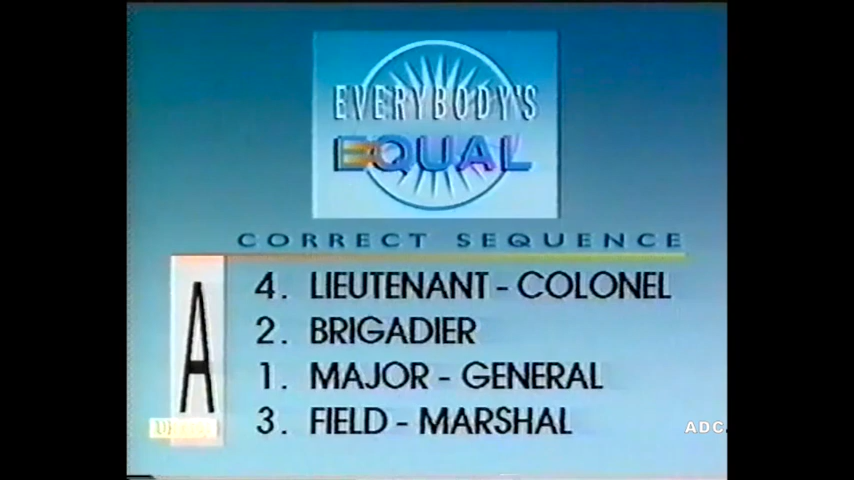 EVERYBODY'S
EQUAL
CORRECT SEQUENCE
A
4. LIEUTENANT - COLONEL
2. BRIGADIER
1. MAJOR - GENERAL
3. FIELD - MARSHAL
ADC